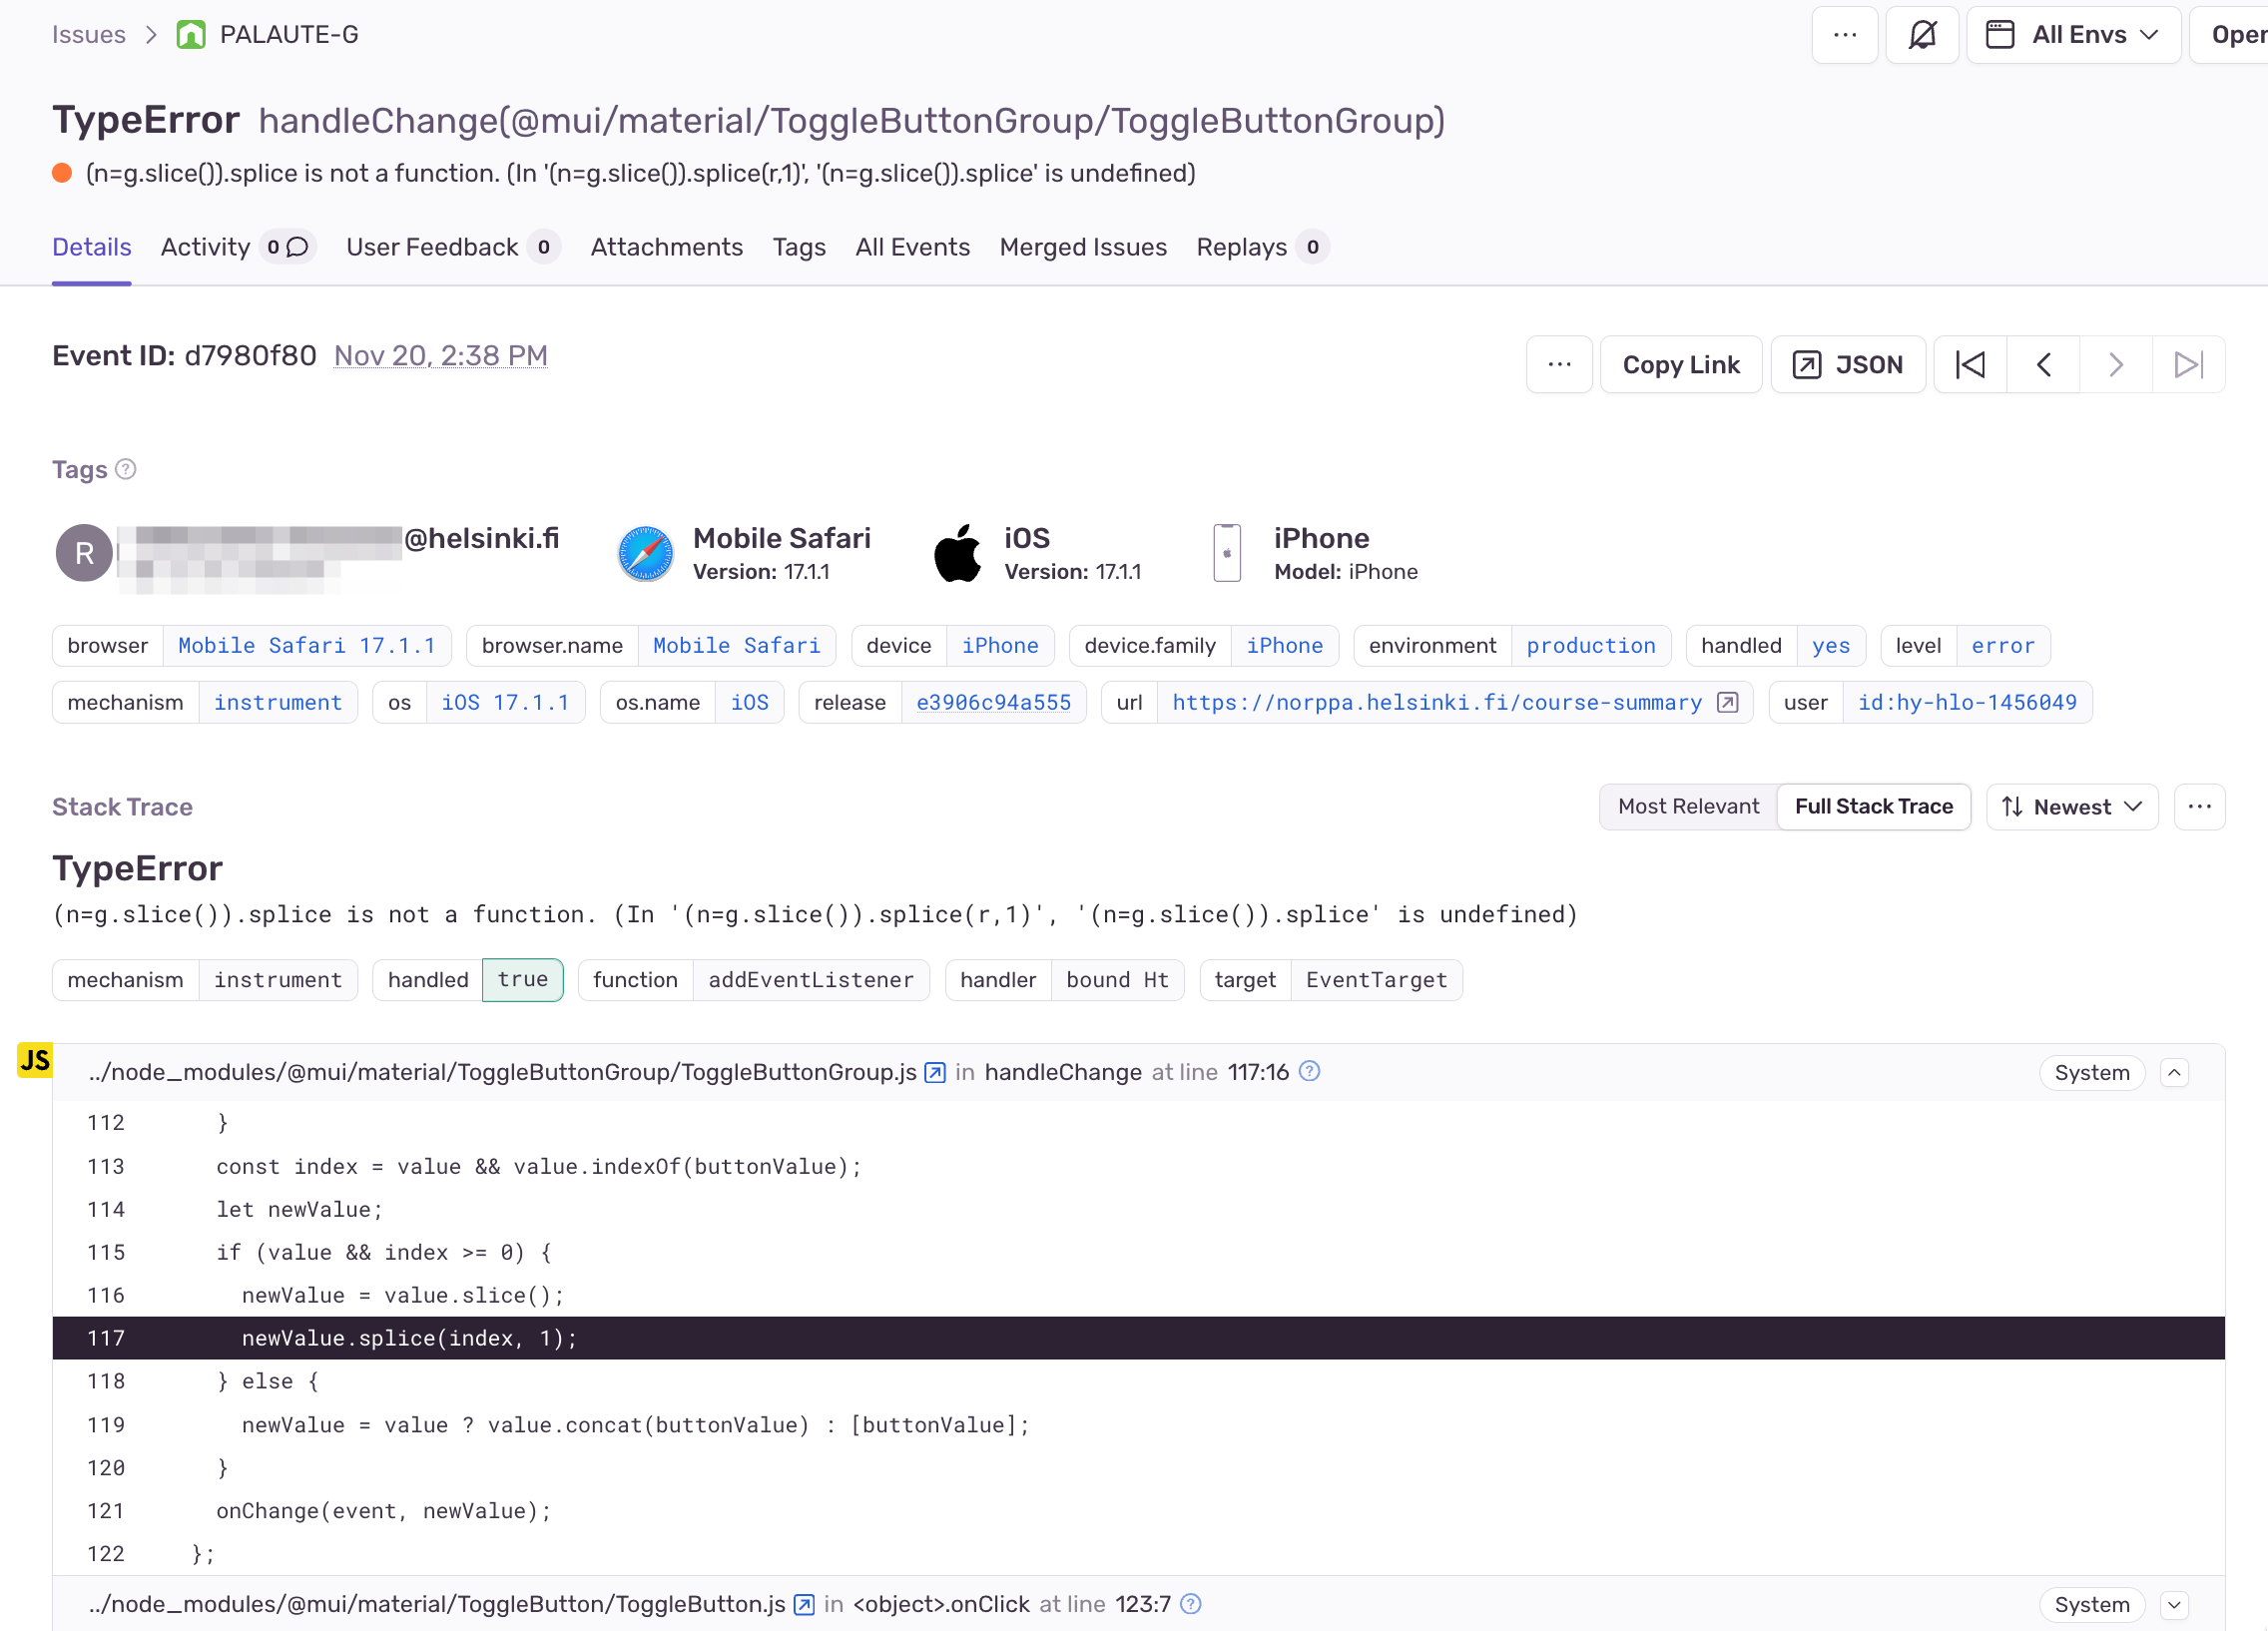 Issues > PALAUTE-G
... All Envs Open
TypeError handleChange(@mui/material/ToggleButtonGroup/ToggleButtonGroup)
(n=g.slice()).splice is not a function. (In '(n=g.slice()).splice(r,1)', '(n=g.slice()).splice' is undefined)
Details Activity 0 User Feedback 0 Attachments Tags All Events Merged Issues Replays 0
Event ID: d7980f80 Nov 20, 2:38 PM
... Copy Link JSON
Tags ?
R @helsinki.fi Mobile Safari iOS iPhone
Version: 17.1.1 Version: 17.1.1 Model: iPhone
browser Mobile Safari 17.1.1 browser.name Mobile Safari device iPhone device.family iPhone environment production handled yes level error
mechanism instrument os iOS 17.1.1 os.name iOS release e3906c94a555 url https://norppa.helsinki.fi/course-summary user id:hy-hlo-1456049
Stack Trace Most Relevant Full Stack Trace Newest ...
TypeError
(n=g.slice()).splice is not a function. (In '(n=g.slice()).splice(r,1)', '(n=g.slice()).splice' is undefined)
mechanism instrument handled true function addEventListener handler bound Ht target EventTarget
JS ../node_modules/@mui/material/ToggleButtonGroup/ToggleButtonGroup.js in handleChange at line 117:16 ? System
112 }
113 const index = value && value.indexOf(buttonValue);
114 let newValue;
115 if (value && index >= 0) {
116 newValue = value.slice();
117 newValue.splice(index, 1);
118 } else {
119 newValue = value ? value.concat(buttonValue) : [buttonValue];
120 }
121 onChange(event, newValue);
122 };
../node_modules/@mui/material/ToggleButton/ToggleButton.js in <object>.onClick at line 123:7 ? System